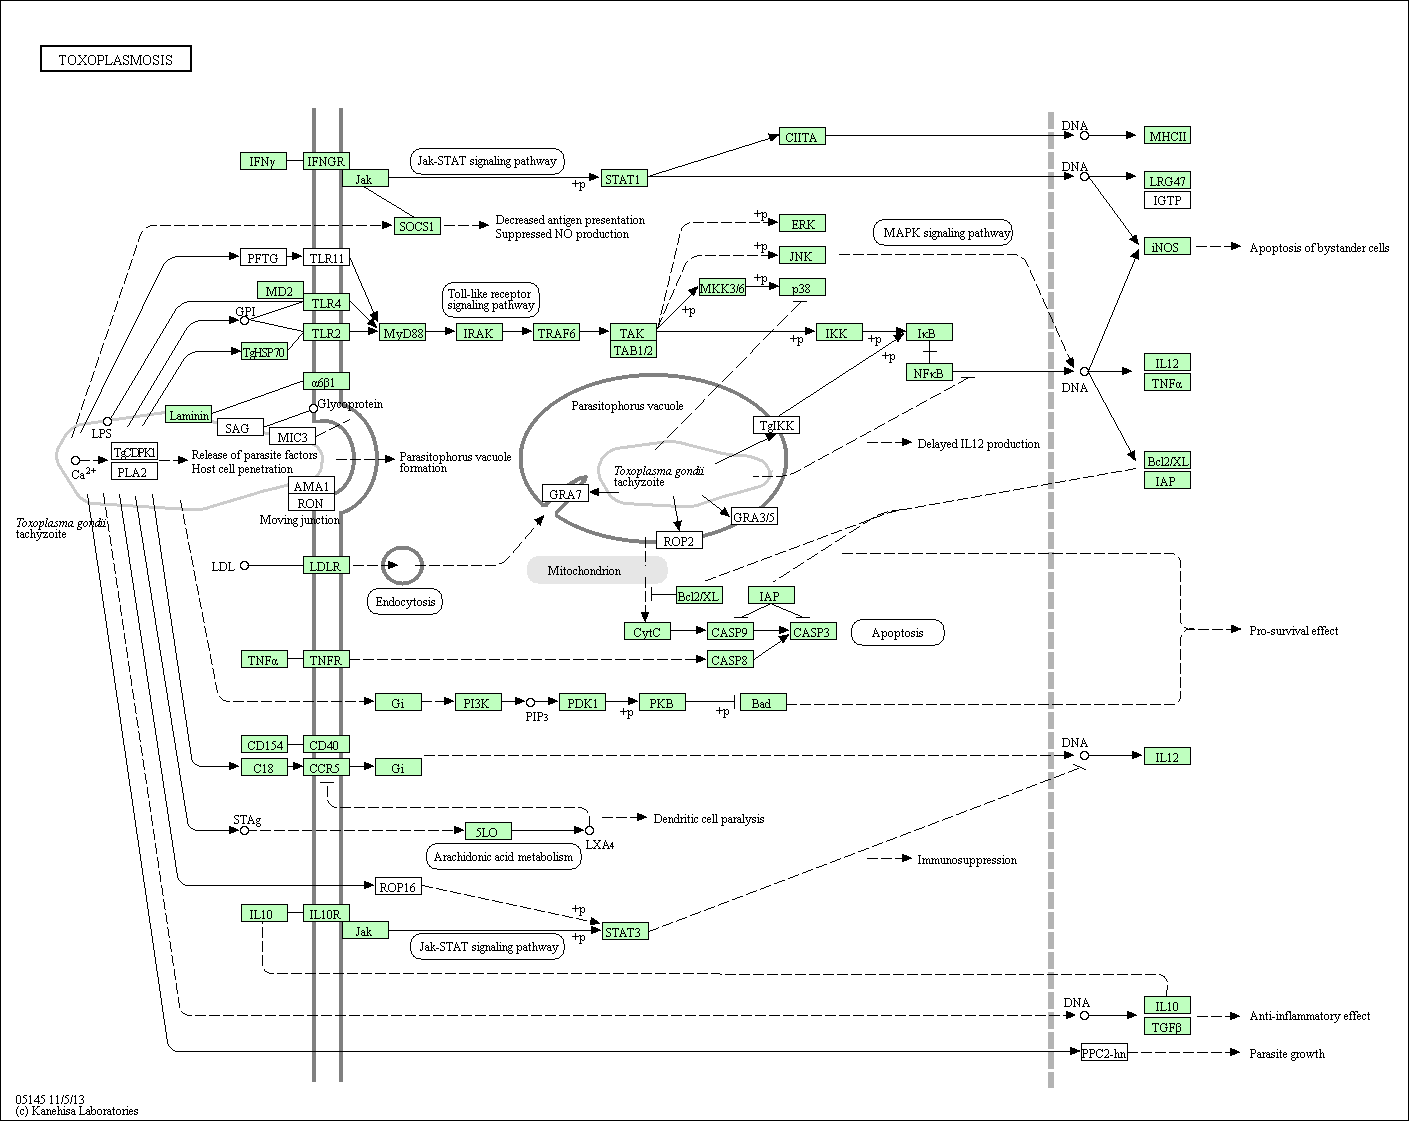 TOXOPLASMOSIS
DNA
CIITA
MHCII
IFNγ
IFNGR
Jak-STAT signaling pathway
DNA
Jak
+p
STAT1
LRG47
IGTP
SOCS1
Decreased antigen presentation
Suppressed NO production
+p
ERK
MAPK signaling pathway
iNOS
Apoptosis of bystander cells
PFTG
TLR11
+p
JNK
MD2
TLR4
Toll-like receptor
signaling pathway
MKK3/6
+p
p38
+p
GPI
TLR2
MyD88
IRAK
TRAF6
TAK
TAB1/2
+p
IKK
+p
+p
IκB
TgHSP70
NFκB
DNA
IL12
TNFα
α6β1
Laminin
Glycoprotein
SAG
MIC3
LPS
Parasitophorus vacuole
TgIKK
Delayed IL12 production
Ca2+
TgCDPK1
PLA2
Release of parasite factors
Host cell penetration
Parasitophorus vacuole
formation
Toxoplasma gondii
tachyzoite
Bcl2/XL
IAP
AMA1
RON
Moving junction
GRA7
GRA3/5
ROP2
Toxoplasma gondii
tachyzoite
LDL
LDLR
Endocytosis
Mitochondrion
Bcl2/XL
IAP
CytC
CASP9
CASP3
Apoptosis
Pro-survival effect
TNFα
TNFR
CASP8
Gi
PI3K
PIP3
PDK1
+p
PKB
+p
Bad
CD154
CD40
DNA
C18
CCR5
Gi
IL12
STAg
5LO
LXA4
Dendritic cell paralysis
Arachidonic acid metabolism
Immunosuppression
ROP16
IL10
IL10R
+p
Jak
+p
STAT3
Jak-STAT signaling pathway
DNA
IL10
TGFβ
Anti-inflammatory effect
PPC2-hn
Parasite growth
05145 11/5/13
(c) Kanehisa Laboratories